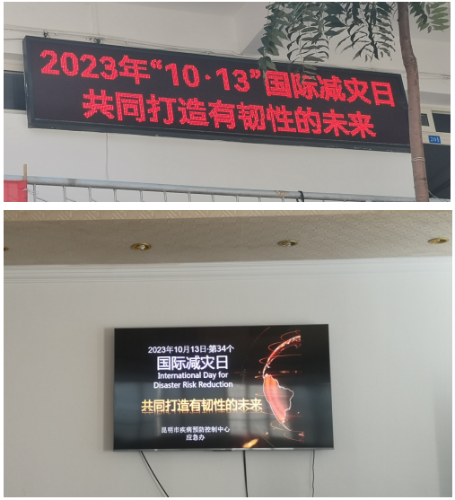 2023年“10·13”国际减灾日
共同打造有韧性的未来
2023年10月13日·第34个
国际减灾日
International Day for
Disaster Risk Reduction
共同打造有韧性的未来
昆明市疾病预防控制中心
应急办